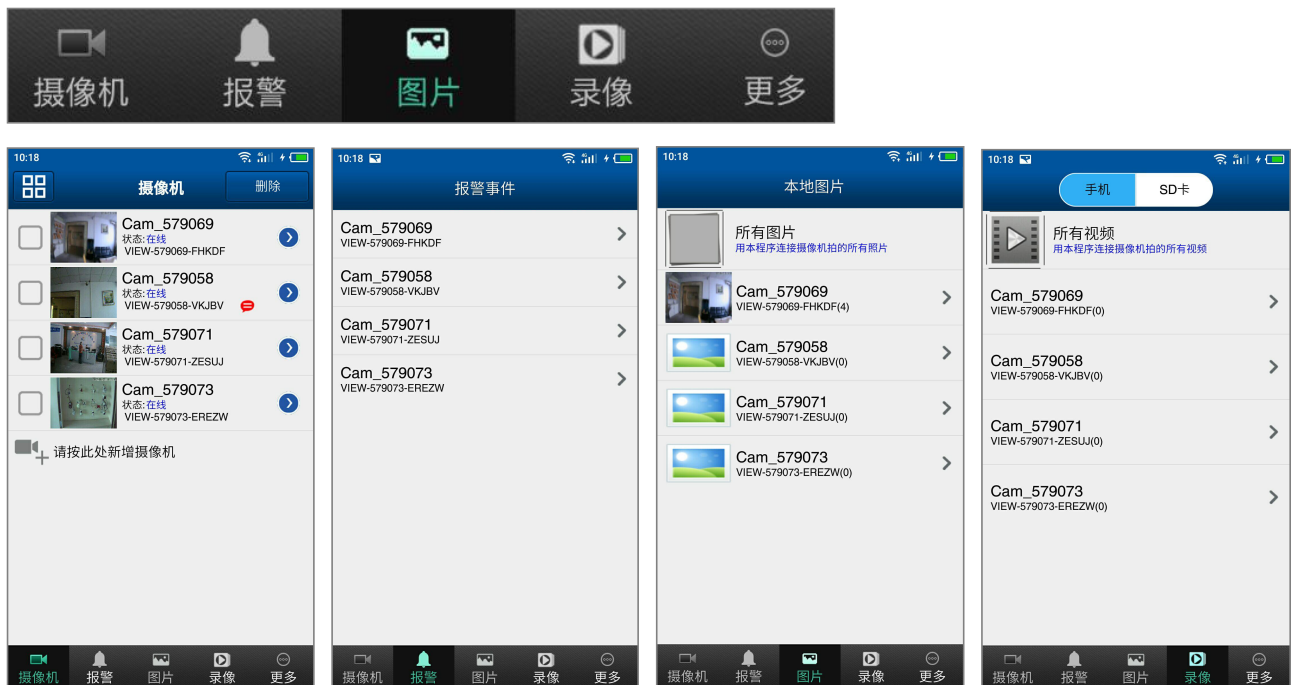 摄像机 报警 图片 录像 更多
10:18
摄像机 删除
Cam_579069
状态:在线
VIEW-579069-FHKDF
Cam_579058
状态:在线
VIEW-579058-VKJBV
Cam_579071
状态:在线
VIEW-579071-ZESUJ
Cam_579073
状态:在线
VIEW-579073-EREZW
请按此处新增摄像机
摄像机 报警 图片 录像 更多
10:18
报警事件
Cam_579069
VIEW-579069-FHKDF
Cam_579058
VIEW-579058-VKJBV
Cam_579071
VIEW-579071-ZESUJ
Cam_579073
VIEW-579073-EREZW
摄像机 报警 图片 录像 更多
10:18
本地图片
所有图片
用本程序连接摄像机拍的所有照片
Cam_579069
VIEW-579069-FHKDF(4)
Cam_579058
VIEW-579058-VKJBV(0)
Cam_579071
VIEW-579071-ZESUJ(0)
Cam_579073
VIEW-579073-EREZW(0)
摄像机 报警 图片 录像 更多
10:18
手机 SD卡
所有视频
用本程序连接摄像机拍的所有视频
Cam_579069
VIEW-579069-FHKDF(0)
Cam_579058
VIEW-579058-VKJBV(0)
Cam_579071
VIEW-579071-ZESUJ(0)
Cam_579073
VIEW-579073-EREZW(0)
摄像机 报警 图片 录像 更多